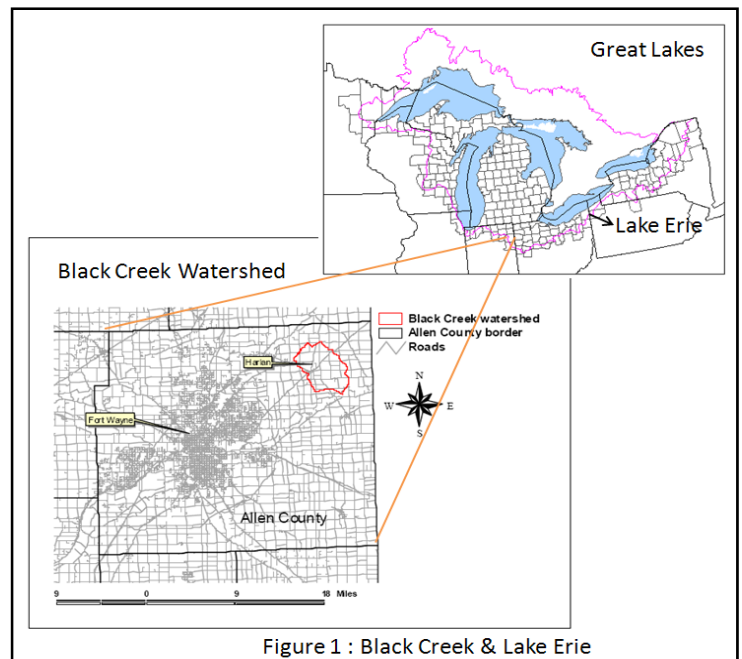 Great Lakes
Lake Erie
Black Creek Watershed
Black Creek watershed
Allen County border
Roads
Harlan
N
W E
S
Fort Wayne
Allen County
9 0 9 18 Miles
Figure 1 : Black Creek & Lake Erie